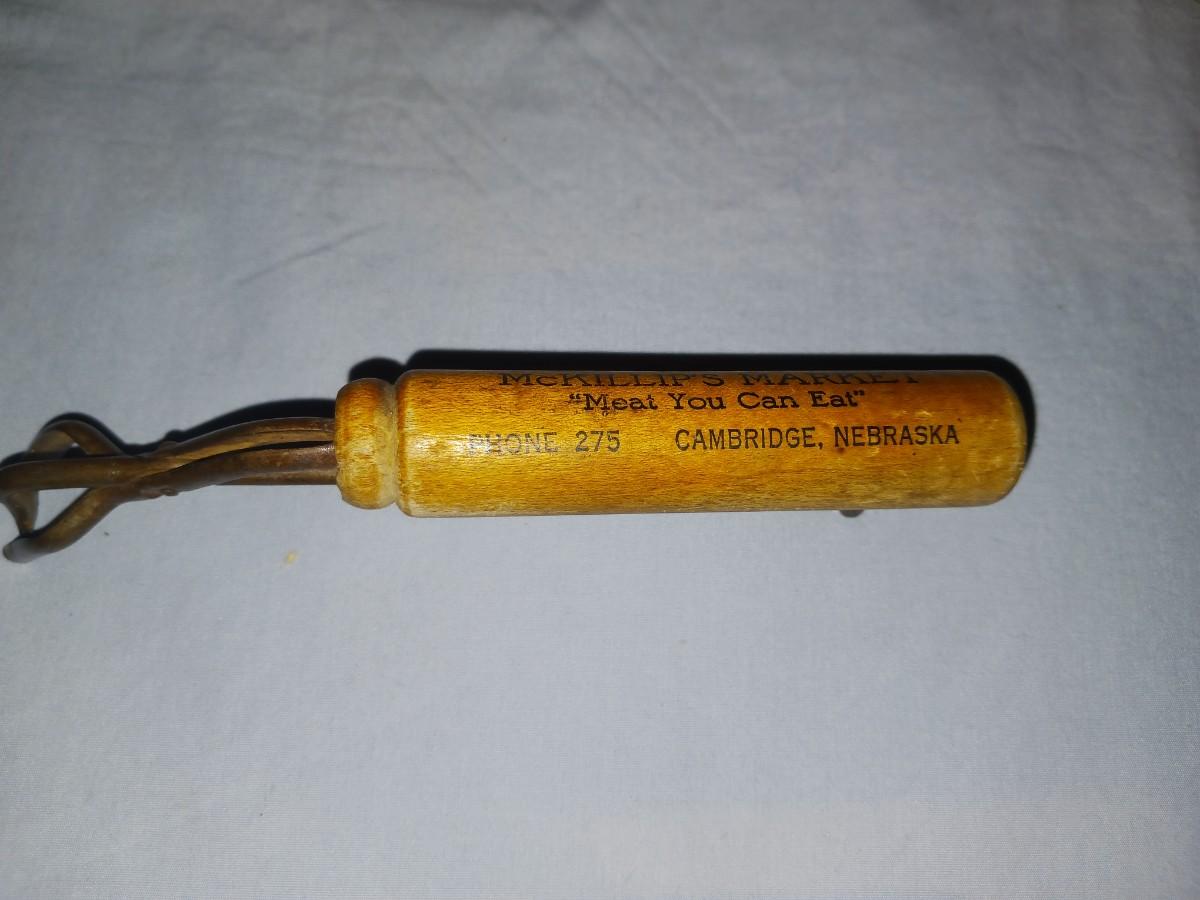 McKILLIP'S MARKET
“Meat You Can Eat”
PHONE 275 CAMBRIDGE, NEBRASKA